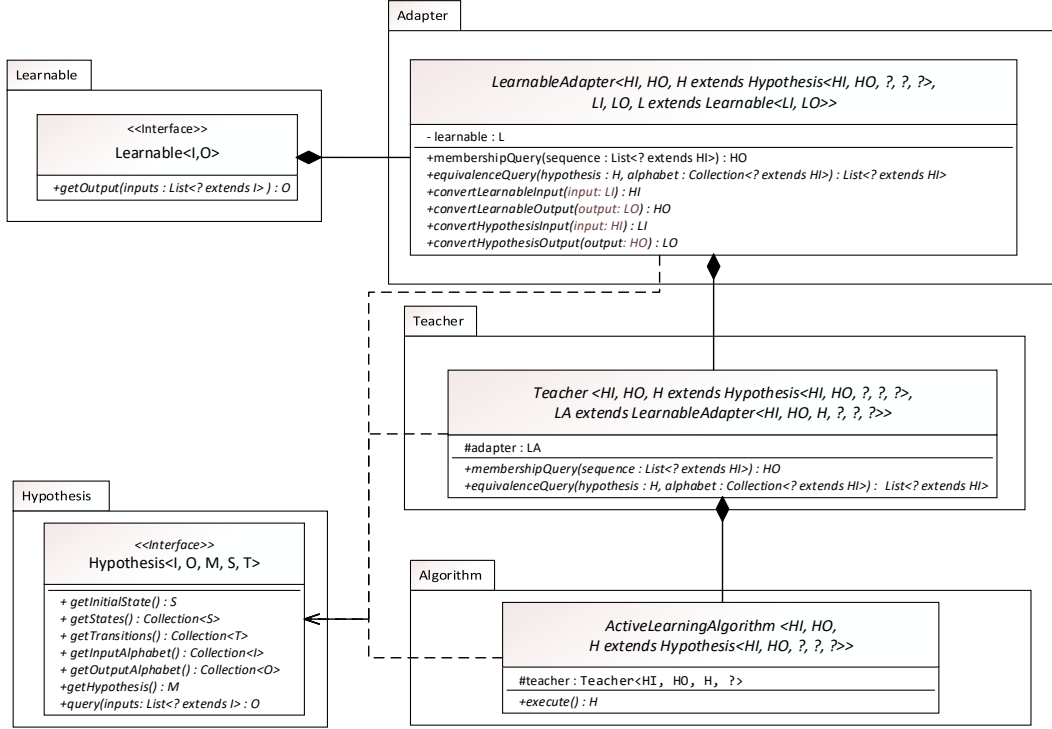 Adapter
LearnableAdapter<HI, HO, H extends Hypothesis<HI, HO, ?, ?, ?>,
LI, LO, L extends Learnable<LI, LO>>
- learnable : L
+membershipQuery(sequence : List<? extends HI>) : HO
+equivalenceQuery(hypothesis : H, alphabet : Collection<? extends HI>) : List<? extends HI>
+convertLearnableInput(input: LI) : HI
+convertLearnableOutput(output: LO) : HO
+convertHypothesisInput(input: HI) : LI
+convertHypothesisOutput(output: HO) : LO
Learnable
<<Interface>>
Learnable<I,O>
+getOutput(inputs : List<? extends I> ) : O
Teacher
Teacher <HI, HO, H extends Hypothesis<HI, HO, ?, ?, ?>,
LA extends LearnableAdapter<HI, HO, H, ?, ?, ?>>
#adapter : LA
+membershipQuery(sequence : List<? extends HI>) : HO
+equivalenceQuery(hypothesis : H, alphabet : Collection<? extends HI>) : List<? extends HI>
Hypothesis
<<Interface>>
Hypothesis<I, O, M, S, T>
+ getInitialState() : S
+ getStates() : Collection<S>
+ getTransitions() : Collection<T>
+ getInputAlphabet() : Collection<I>
+ getOutputAlphabet() : Collection<O>
+getHypothesis() : M
+query(inputs: List<? extends I> : O
Algorithm
ActiveLearningAlgorithm <HI, HO,
H extends Hypothesis<HI, HO, ?, ?, ?>>
#teacher : Teacher<HI, HO, H, ?>
+execute() : H